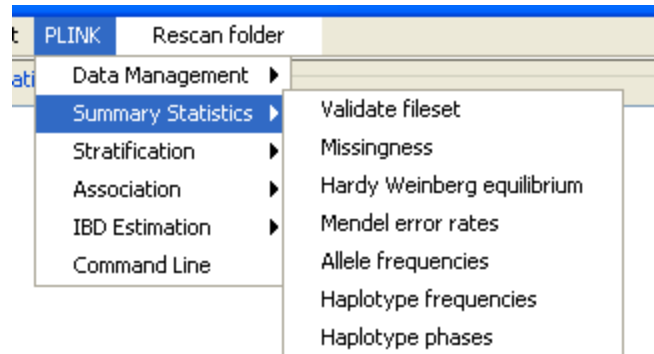 t PLINK Rescan folder
ati Data Management
Summary Statistics
Stratification
Association
IBD Estimation
Command Line
Validate fileset
Missingness
Hardy Weinberg equilibrium
Mendel error rates
Allele frequencies
Haplotype frequencies
Haplotype phases